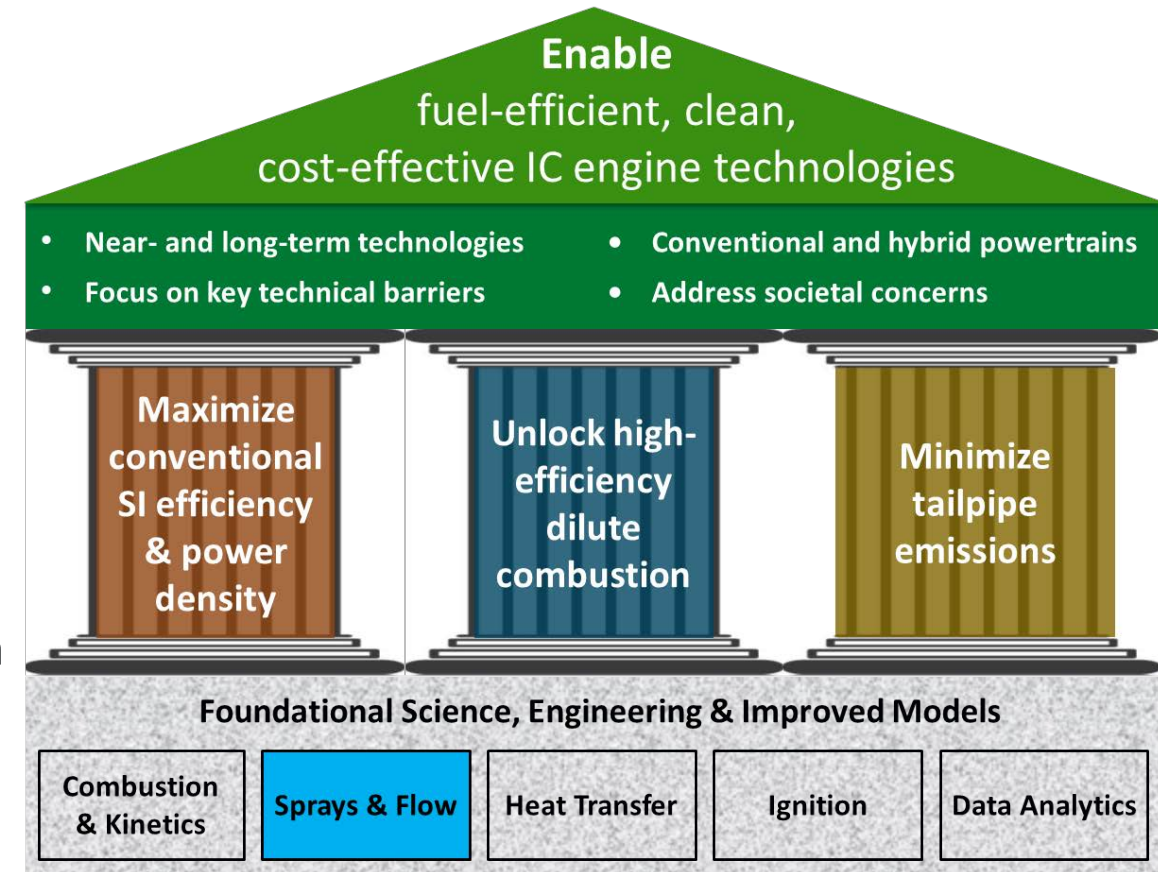 Enable
fuel-efficient, clean,
cost-effective IC engine technologies
• Near- and long-term technologies
• Focus on key technical barriers
• Conventional and hybrid powertrains
• Address societal concerns
Maximize
conventional
SI efficiency
& power
density
Unlock high-
efficiency
dilute
combustion
Minimize
tailpipe
emissions
Foundational Science, Engineering & Improved Models
Combustion
& Kinetics
Sprays & Flow
Heat Transfer
Ignition
Data Analytics